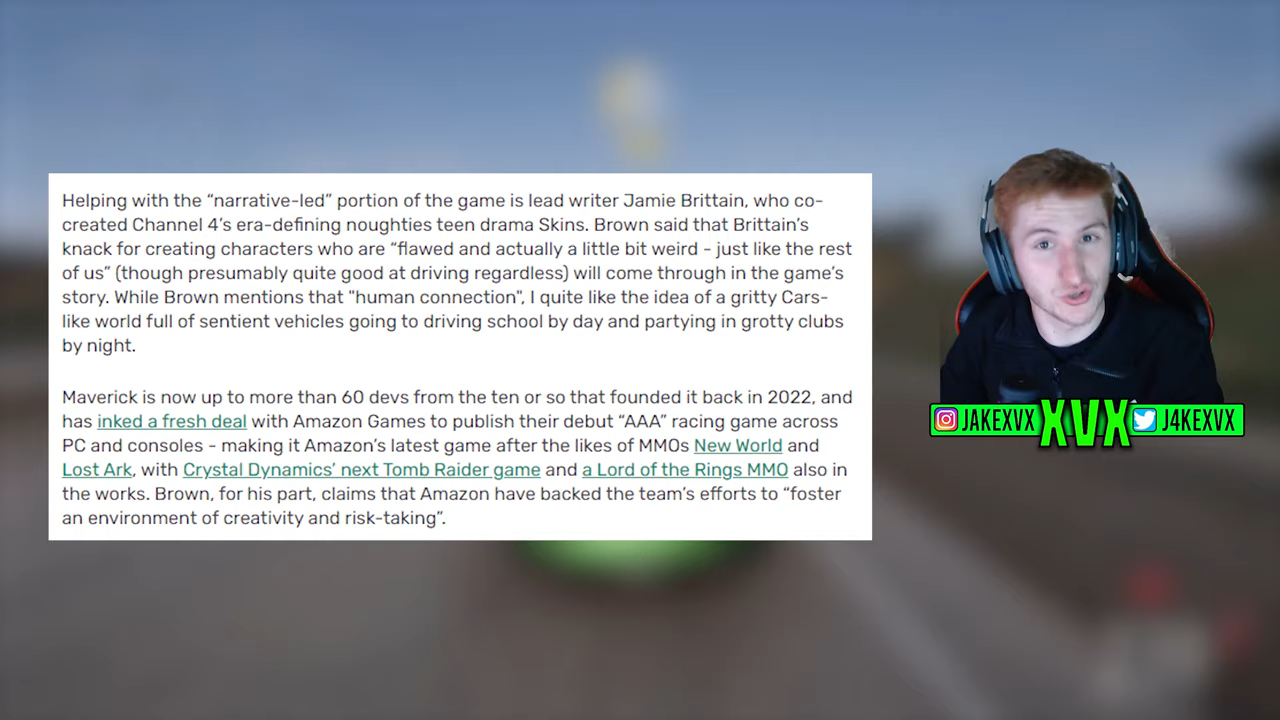 Helping with the “narrative-led” portion of the game is lead writer Jamie Brittain, who co-
created Channel 4’s era-defining noughties teen drama Skins. Brown said that Brittain’s
knack for creating characters who are “flawed and actually a little bit weird - just like the rest
of us” (though presumably quite good at driving regardless) will come through in the game’s
story. While Brown mentions that "human connection", I quite like the idea of a gritty Cars-
like world full of sentient vehicles going to driving school by day and partying in grotty clubs
by night.
Maverick is now up to more than 60 devs from the ten or so that founded it back in 2022, and
has inked a fresh deal with Amazon Games to publish their debut “AAA” racing game across
PC and consoles - making it Amazon’s latest game after the likes of MMOs New World and
Lost Ark, with Crystal Dynamics’ next Tomb Raider game and a Lord of the Rings MMO also in
the works. Brown, for his part, claims that Amazon have backed the team’s efforts to “foster
an environment of creativity and risk-taking”.
JAKEXVX XVX J4KEXVX